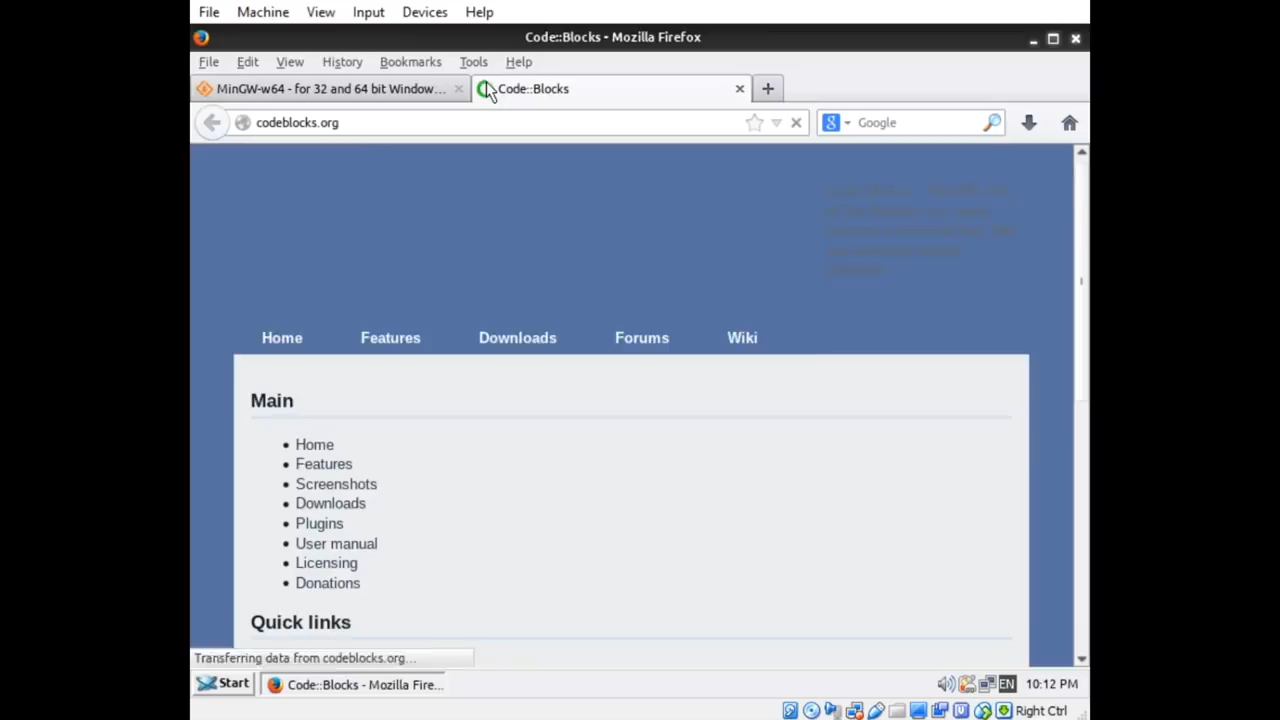 File Machine View Input Devices Help
Code::Blocks - Mozilla Firefox
File Edit View History Bookmarks Tools Help
MinGW-w64 - for 32 and 64 bit Window...
Code::Blocks
codeblocks.org
Google
Home Features Downloads Forums Wiki
Main
Home
Features
Screenshots
Downloads
Plugins
User manual
Licensing
Donations
Quick links
Transferring data from codeblocks.org...
Start
Code::Blocks - Mozilla Fire...
EN
10:12 PM
Right Ctrl